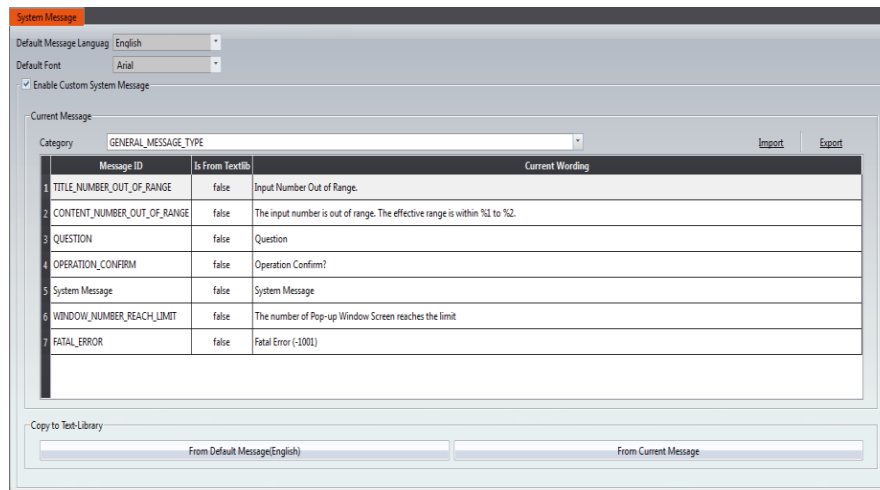 System Message
Default Message Languag English
Default Font Arial
Enable Custom System Message
Current Message
Category GENERAL_MESSAGE_TYPE Import Export
Message ID Is From Textlib Current Wording
1 TITLE_NUMBER_OUT_OF_RANGE false Input Number Out of Range.
2 CONTENT_NUMBER_OUT_OF_RANGE false The input number is out of range. The effective range is within %1 to %2.
3 QUESTION false Question
4 OPERATION_CONFIRM false Operation Confirm?
5 System Message false System Message
6 WINDOW_NUMBER_REACH_LIMIT false The number of Pop-up Window Screen reaches the limit
7 FATAL_ERROR false Fatal Error (-1001)
Copy to Text-Library
From Default Message(English) From Current Message